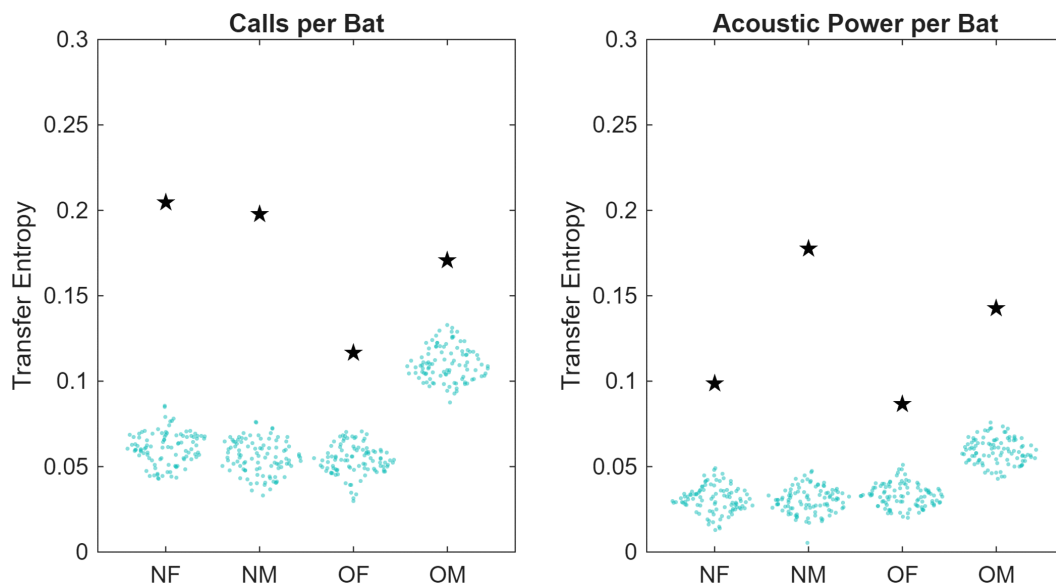 Calls per Bat
Transfer Entropy
0.3
0.25
0.2
0.15
0.1
0.05
0
NF NM OF OM
Acoustic Power per Bat
Transfer Entropy
0.3
0.25
0.2
0.15
0.1
0.05
0
NF NM OF OM